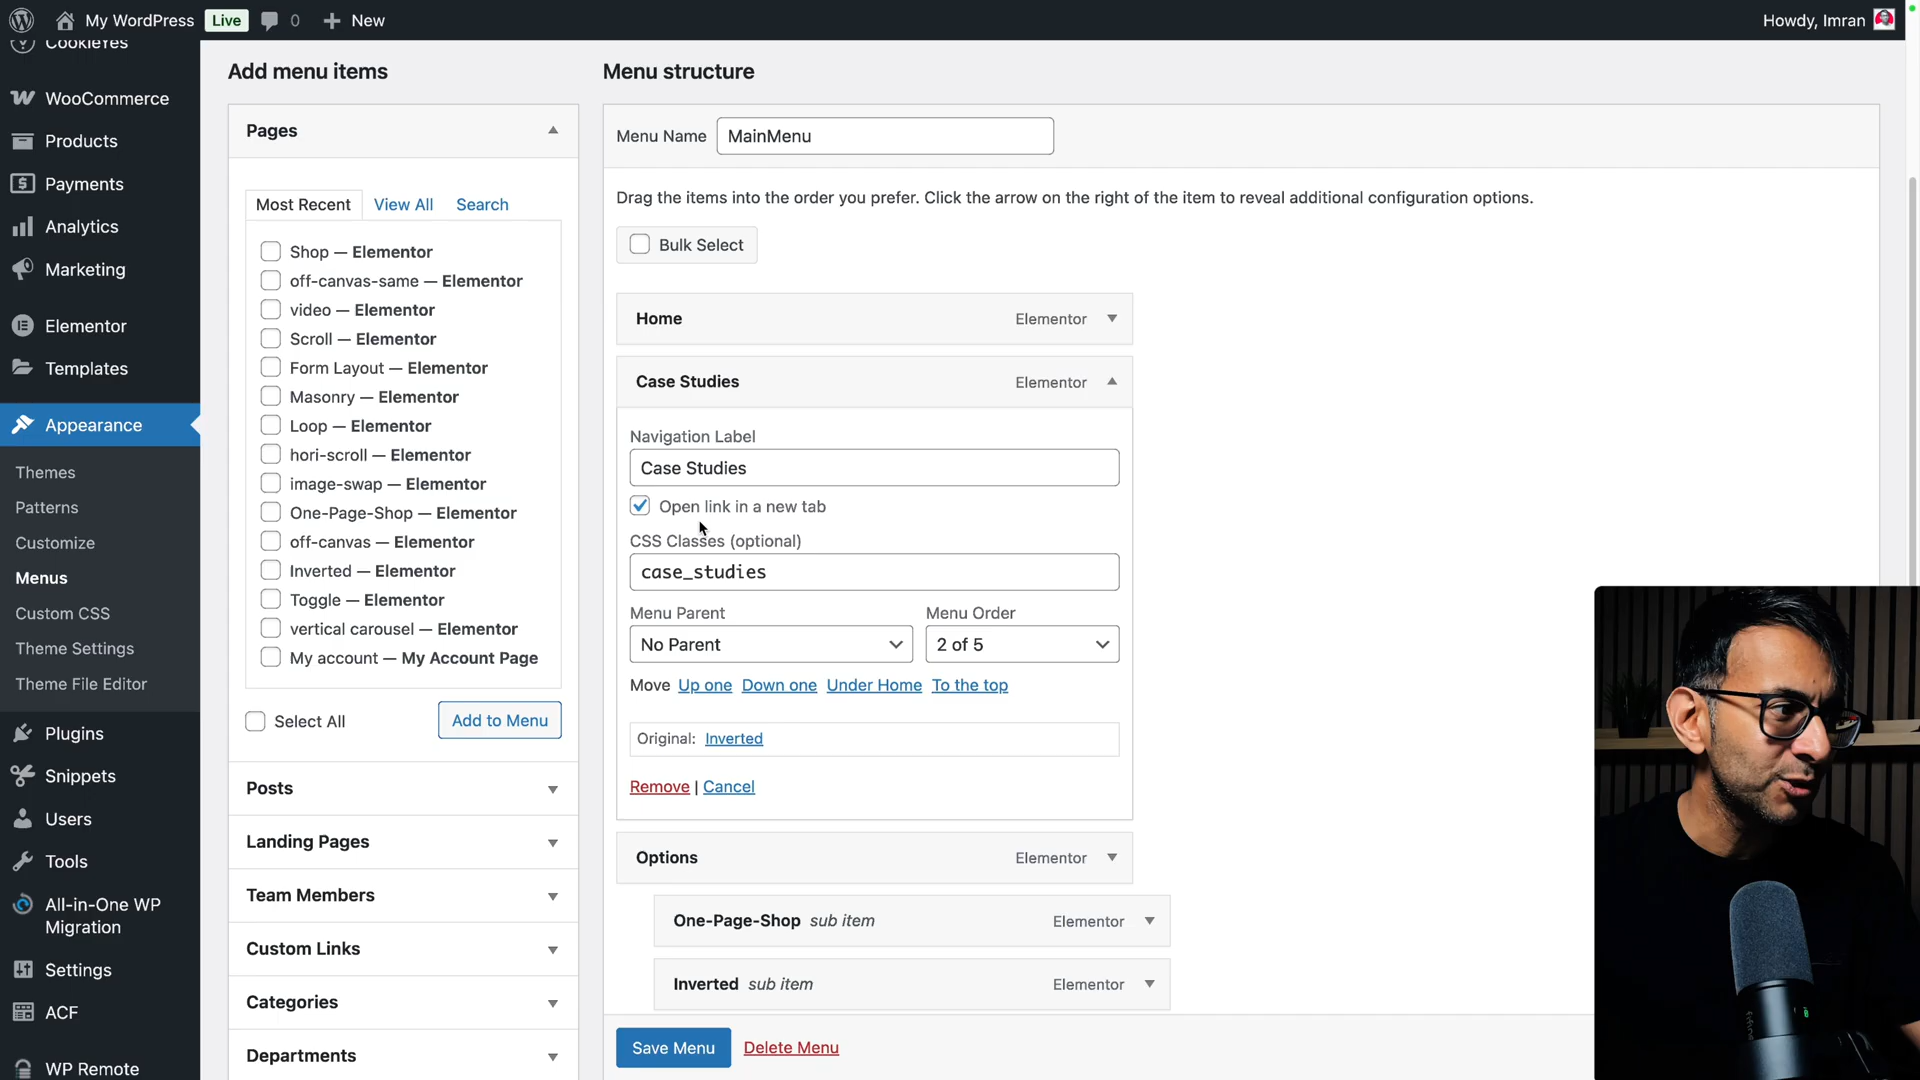 My WordPress Live 0 New Howdy, Imran
CookieYes
WooCommerce
Products
Payments
Analytics
Marketing
Elementor
Templates
Appearance
Themes
Patterns
Customize
Menus
Custom CSS
Theme Settings
Theme File Editor
Plugins
Snippets
Users
Tools
All-in-One WP
Migration
Settings
ACF
WP Remote
Add menu items
Pages
Most Recent View All Search
Shop — Elementor
off-canvas-same — Elementor
video — Elementor
Scroll — Elementor
Form Layout — Elementor
Masonry — Elementor
Loop — Elementor
hori-scroll — Elementor
image-swap — Elementor
One-Page-Shop — Elementor
off-canvas — Elementor
Inverted — Elementor
Toggle — Elementor
vertical carousel — Elementor
My account — My Account Page
Select All Add to Menu
Posts
Landing Pages
Team Members
Custom Links
Categories
Departments
Menu structure
Menu Name MainMenu
Drag the items into the order you prefer. Click the arrow on the right of the item to reveal additional configuration options.
Bulk Select
Home Elementor
Case Studies Elementor
Navigation Label
Case Studies
Open link in a new tab
CSS Classes (optional)
case_studies
Menu Parent Menu Order
No Parent 2 of 5
Move Up one Down one Under Home To the top
Original: Inverted
Remove | Cancel
Options Elementor
One-Page-Shop sub item Elementor
Inverted sub item Elementor
Save Menu Delete Menu